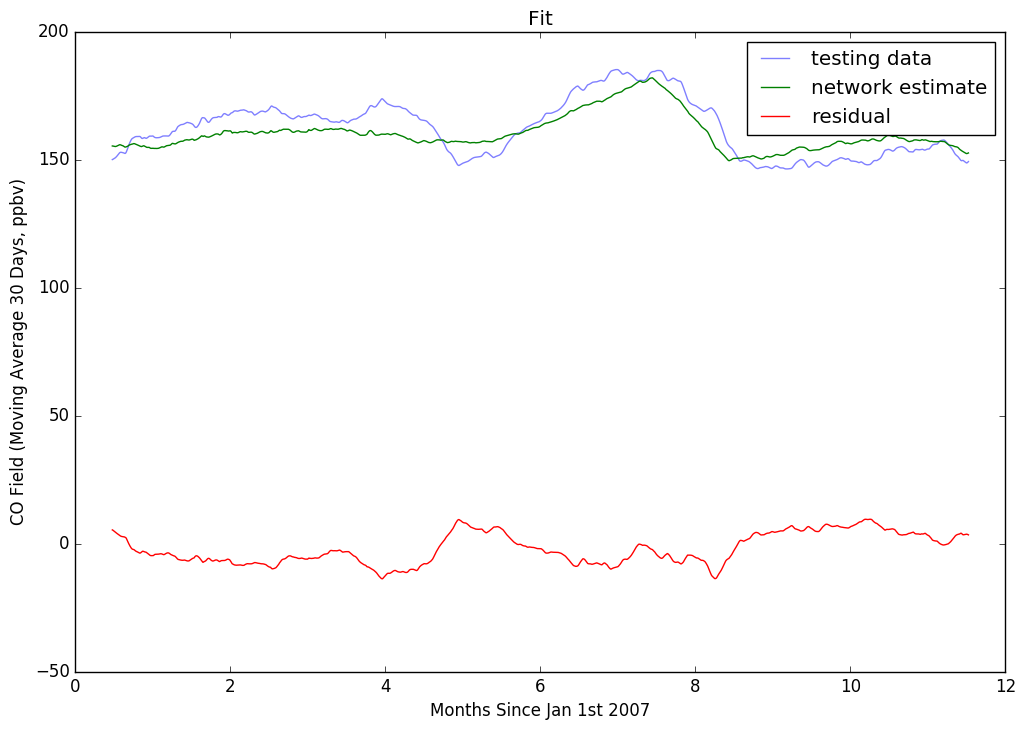 Fit
testing data
network estimate
residual
200
150
100
50
0
−50
CO Field (Moving Average 30 Days, ppbv)
0 2 4 6 8 10 12
Months Since Jan 1st 2007